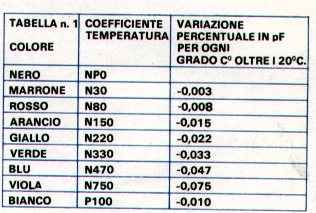 TABELLA n. 1 COEFFICIENTE VARIAZIONE
TEMPERATURA PERCENTUALE IN pF
COLORE PER OGNI
GRADO Cº OLTRE I 20ºC.
NERO NP0
MARRONE N30 -0,003
ROSSO N80 -0,008
ARANCIO N150 -0,015
GIALLO N220 -0,022
VERDE N330 -0,033
BLU N470 -0,047
VIOLA N750 -0,075
BIANCO P100 -0,010